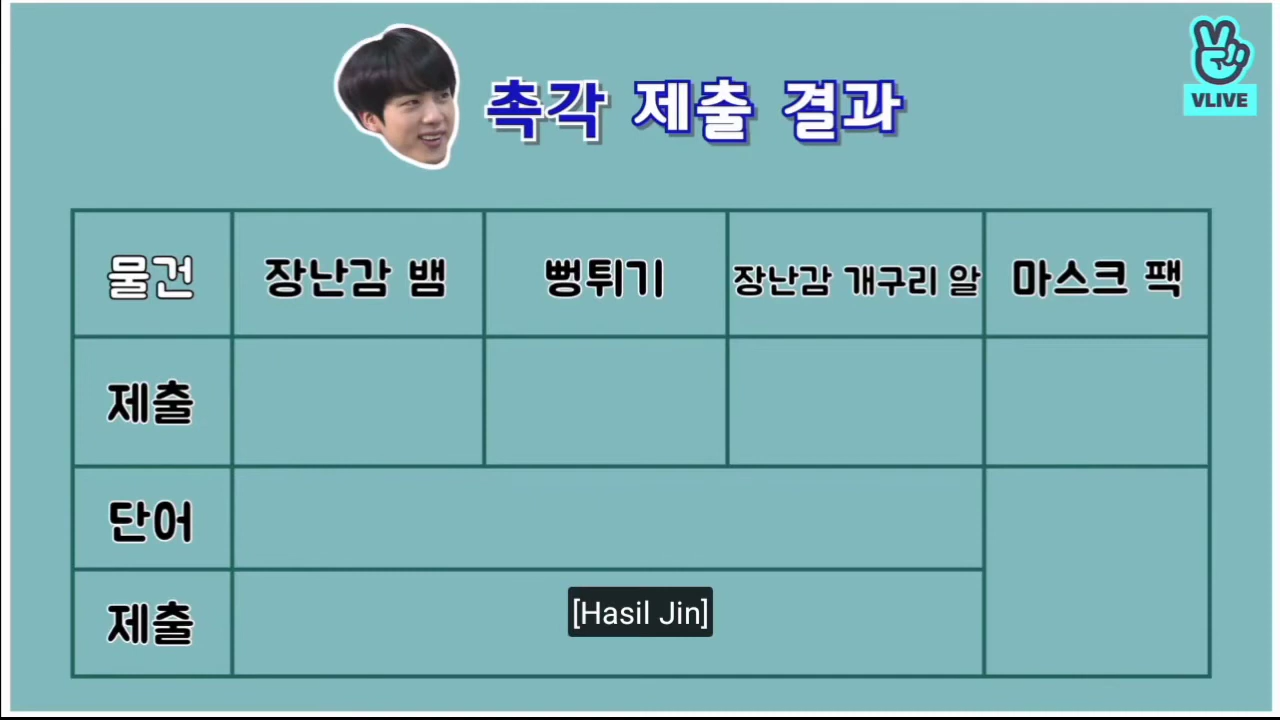 VLIVE
촉각 제출 결과
물건 장난감 뱀 뻥튀기 장난감 개구리 알 마스크 팩
제출
단어
제출
[Hasil Jin]